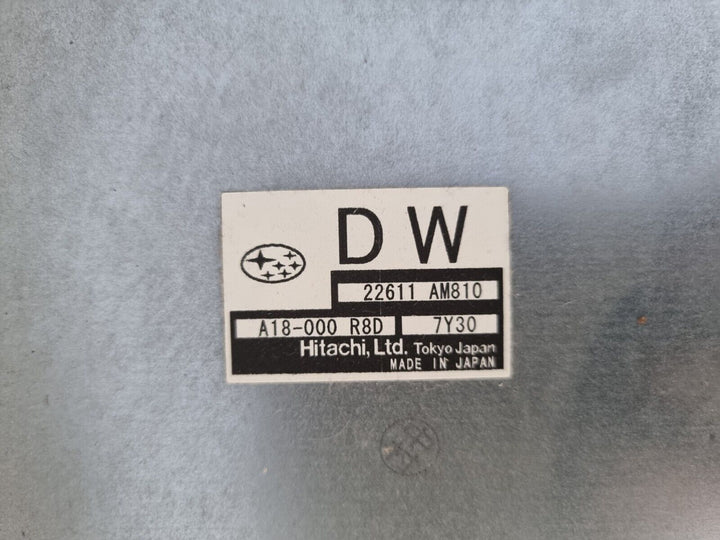 D W
22611 AM810
A18-000 R8D 7Y30
Hitachi, Ltd. Tokyo Japan
MADE IN JAPAN